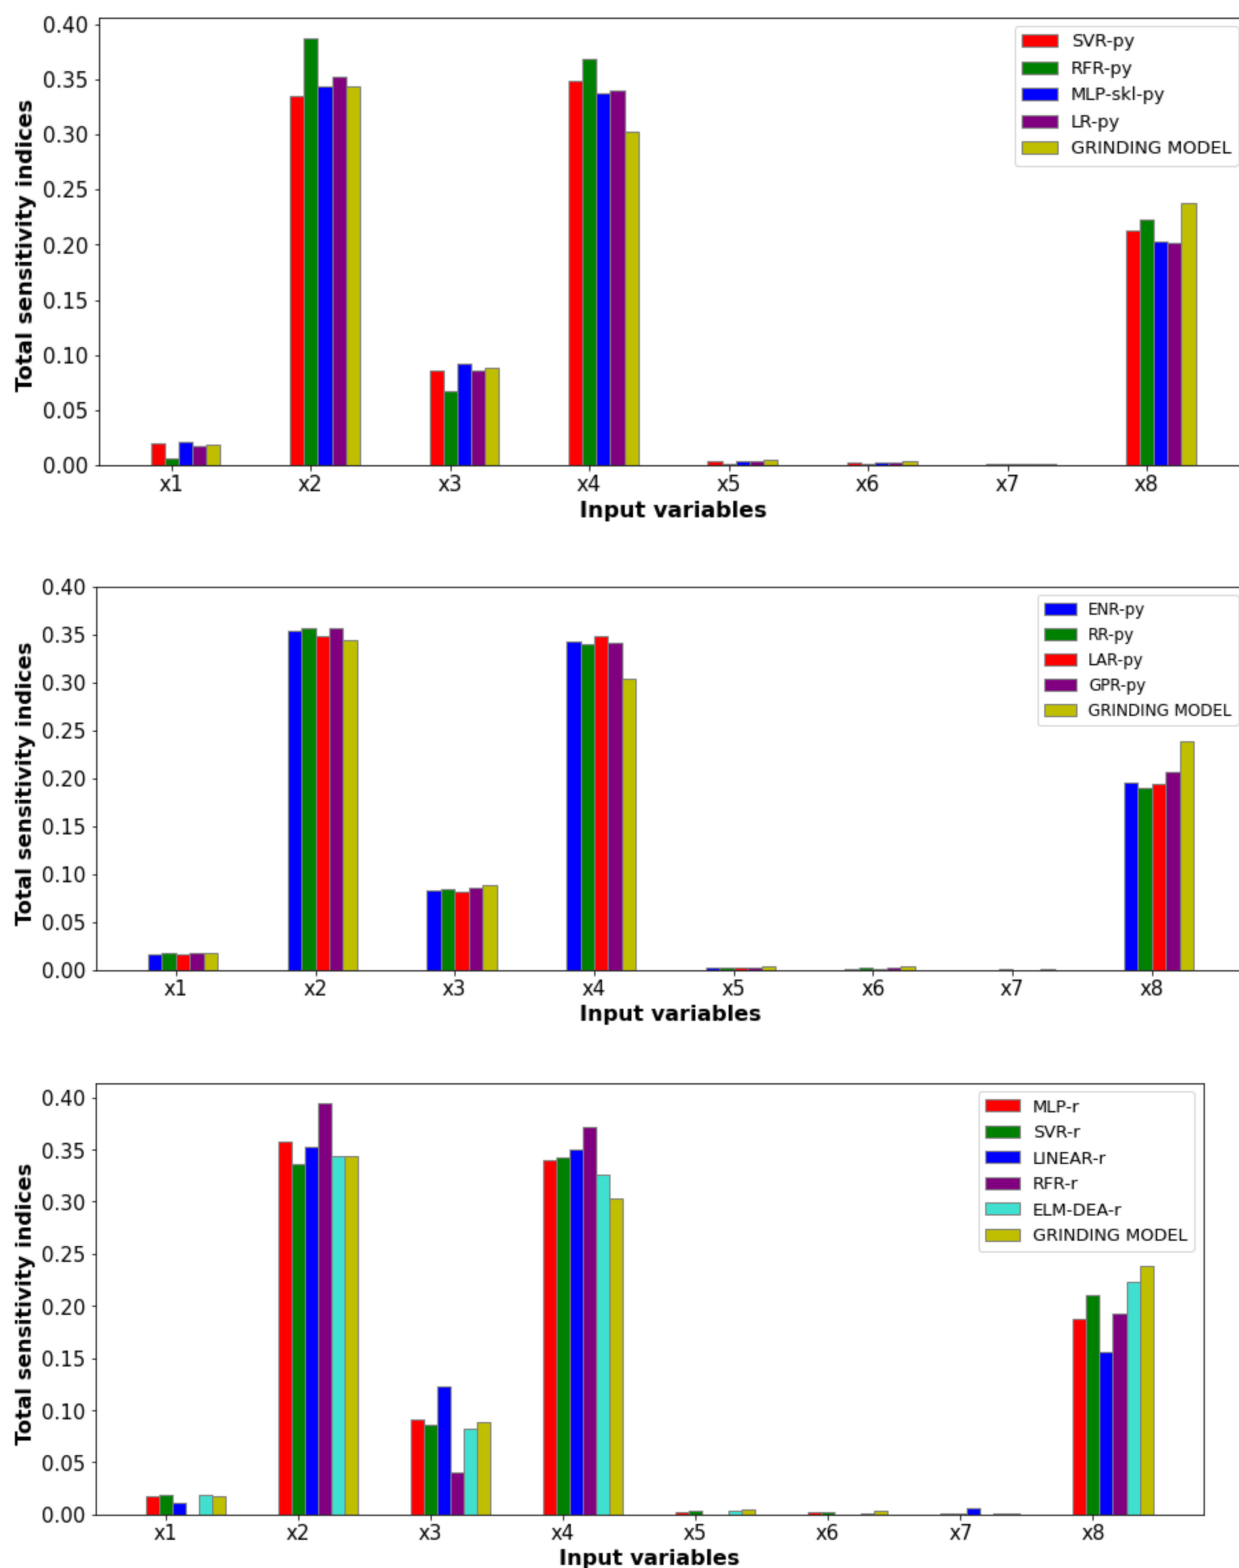 0.40
0.35
0.30
0.25
0.20
0.15
0.10
0.05
0.00
Total sensitivity indices
SVR-py
RFR-py
MLP-skl-py
LR-py
GRINDING MODEL
x1 x2 x3 x4 x5 x6 x7 x8
Input variables
0.40
0.35
0.30
0.25
0.20
0.15
0.10
0.05
0.00
Total sensitivity indices
ENR-py
RR-py
LAR-py
GPR-py
GRINDING MODEL
x1 x2 x3 x4 x5 x6 x7 x8
Input variables
0.40
0.35
0.30
0.25
0.20
0.15
0.10
0.05
0.00
Total sensitivity indices
MLP-r
SVR-r
LINEAR-r
RFR-r
ELM-DEA-r
GRINDING MODEL
x1 x2 x3 x4 x5 x6 x7 x8
Input variables